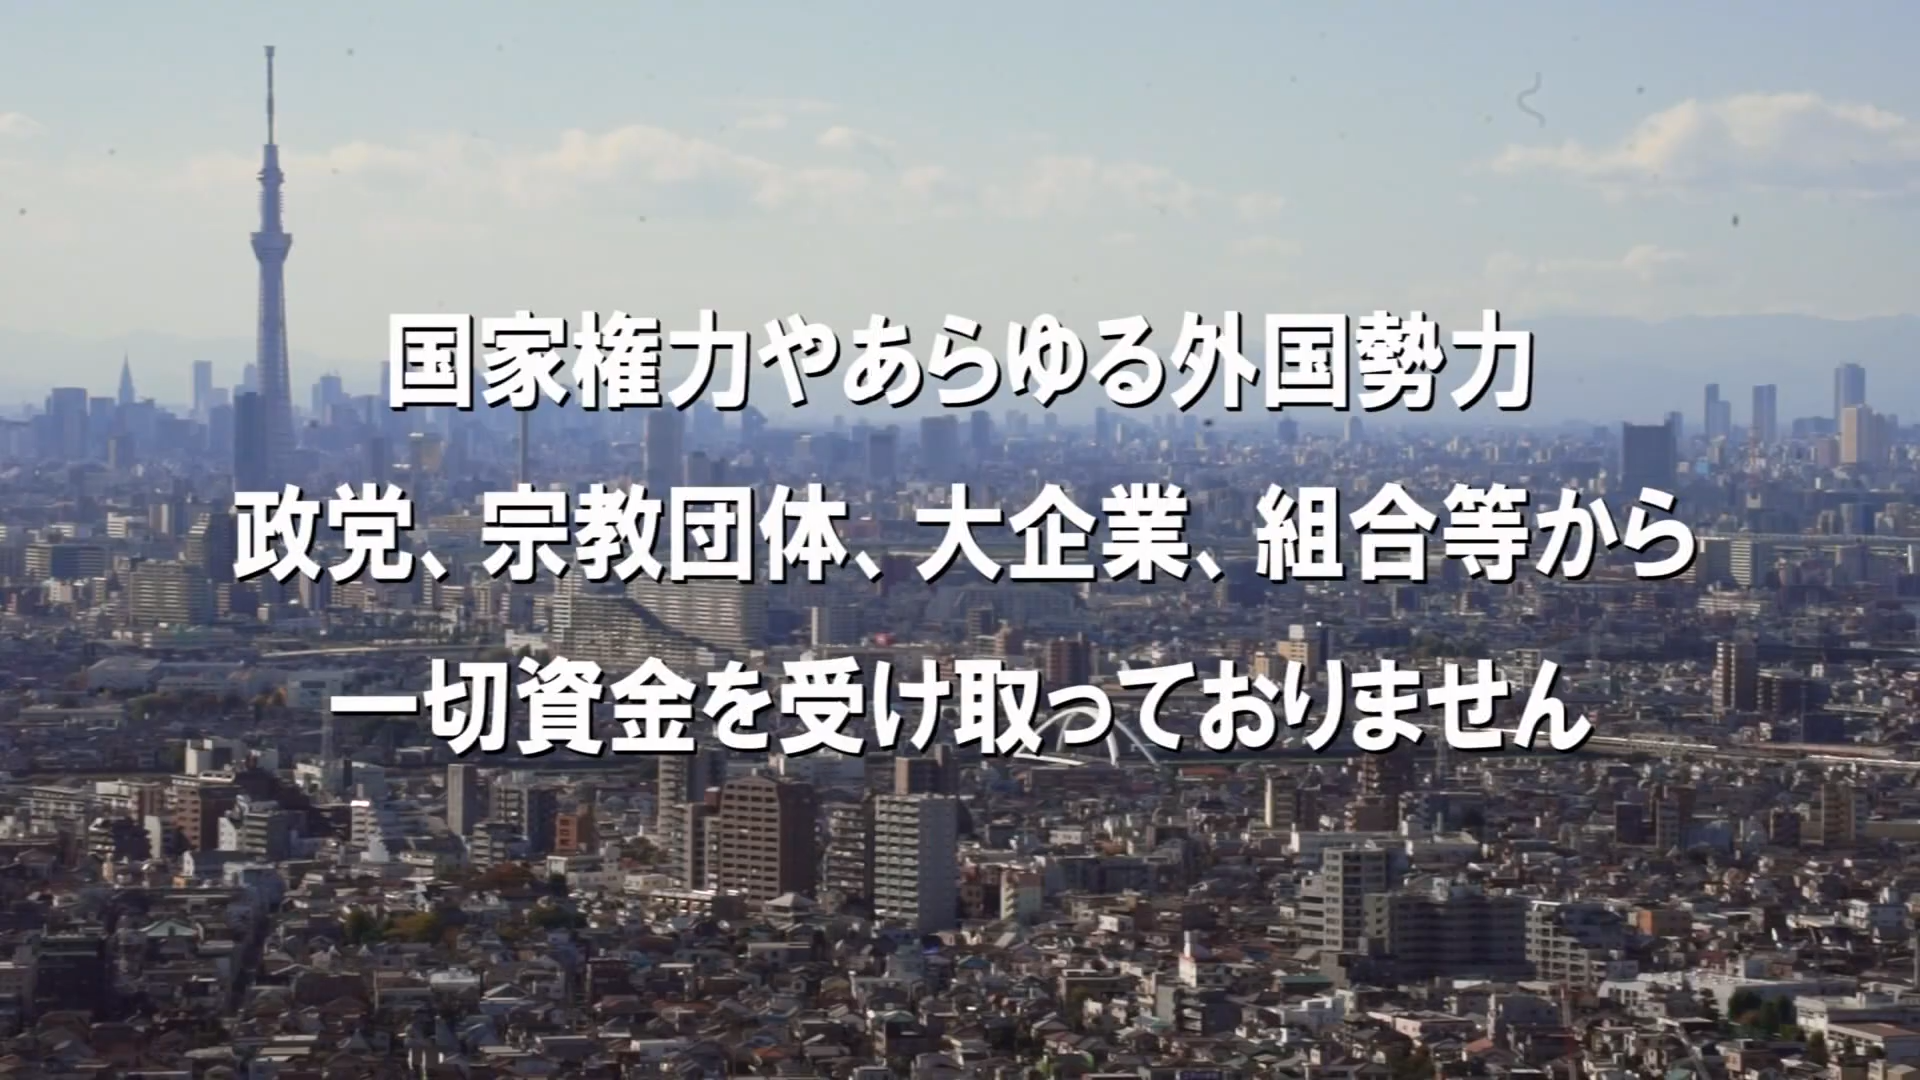 国家権力やあらゆる外国勢力
政党、宗教団体、大企業、組合等から
一切資金を受け取っておりません